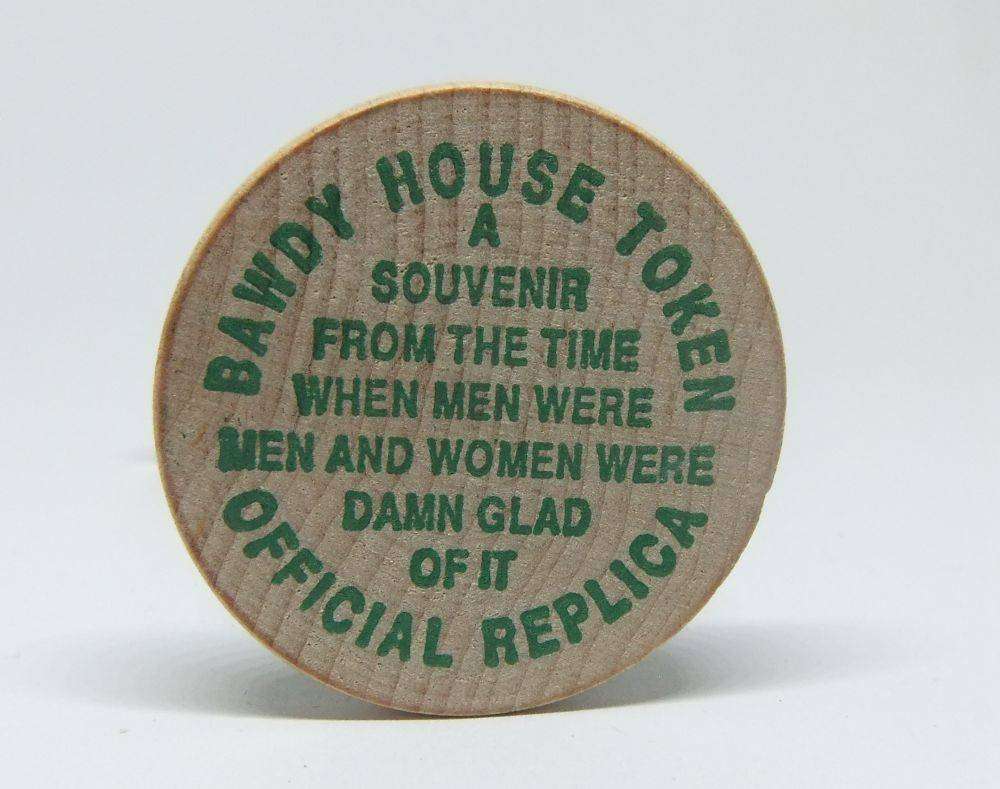 BAWDY HOUSE TOKEN
A
SOUVENIR
FROM THE TIME
WHEN MEN WERE
MEN AND WOMEN WERE
DAMN GLAD
OF IT
OFFICIAL REPLICA